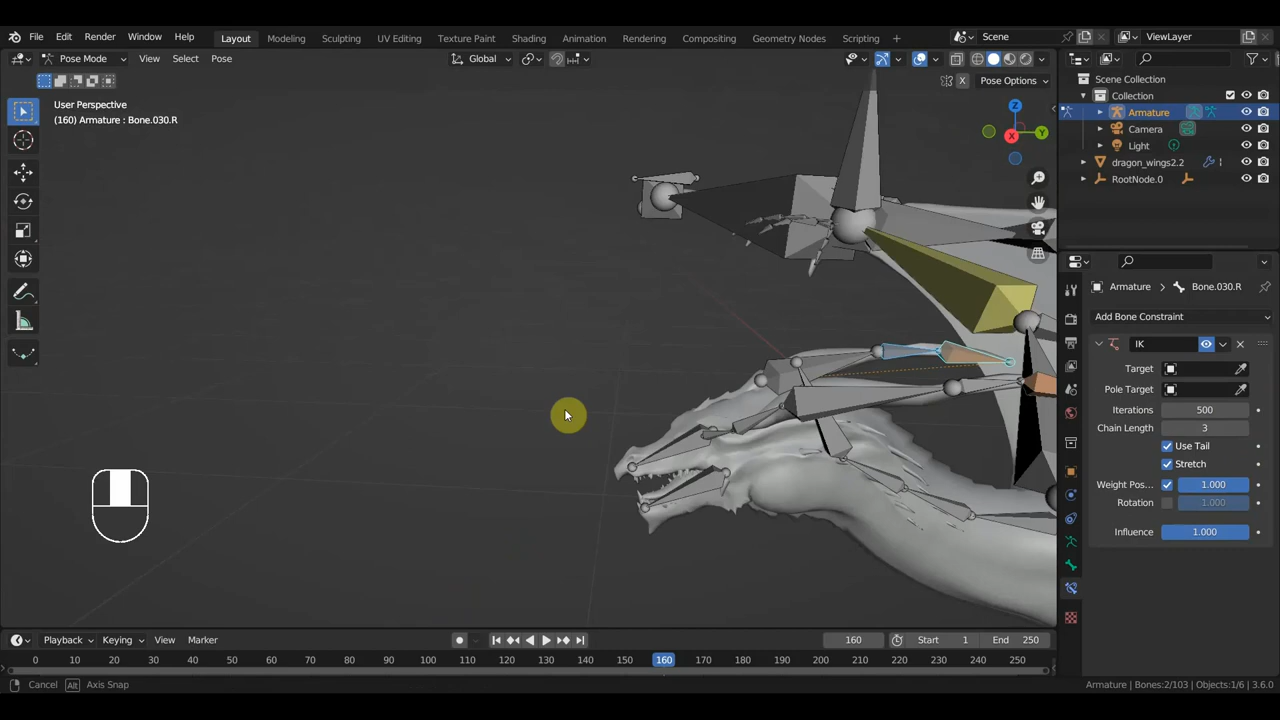 File Edit Render Window Help Layout Modeling Sculpting UV Editing Texture Paint Shading Animation Rendering Compositing Geometry Nodes Scripting + Scene ViewLayer
Pose Mode View Select Pose Global
X Pose Options
Scene Collection
Collection
Armature
Camera
Light
dragon_wings2.2 1
RootNode.0
User Perspective
(160) Armature : Bone.030.R
Z
Y
X
Armature Bone.030.R
Add Bone Constraint
IK
Target
Pole Target
Iterations 500
Chain Length 3
Use Tail
Stretch
Weight Pos... 1.000
Rotation 1.000
Influence 1.000
Playback Keying View Marker 160 Start 1 End 250
0 10 20 30 40 50 60 70 80 90 100 110 120 130 140 150 160 170 180 190 200 210 220 230 240 250
Cancel Alt Axis Snap Armature | Bones:2/103 | Objects:1/6 | 3.6.0